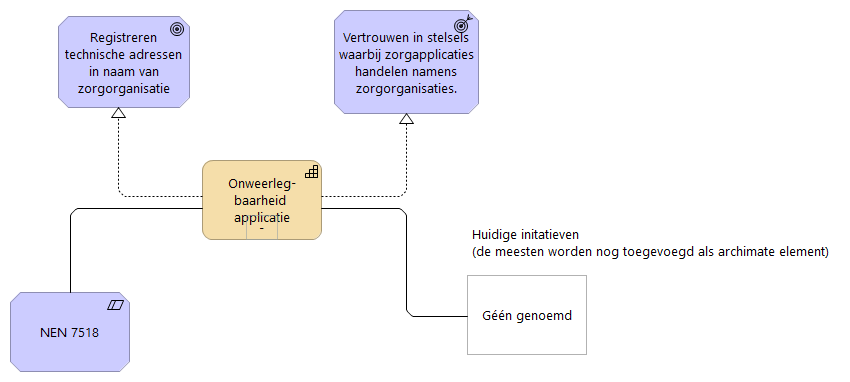 Registreren
technische adressen
in naam van
zorgorganisatie
Vertrouwen in stelsels
waarbij zorgapplicaties
handelen namens
zorgorganisaties.
Onweerleg-
baarheid
applicatie
-
Huidige initatieven
(de meesten worden nog toegevoegd als archimate element)
Géén genoemd
NEN 7518